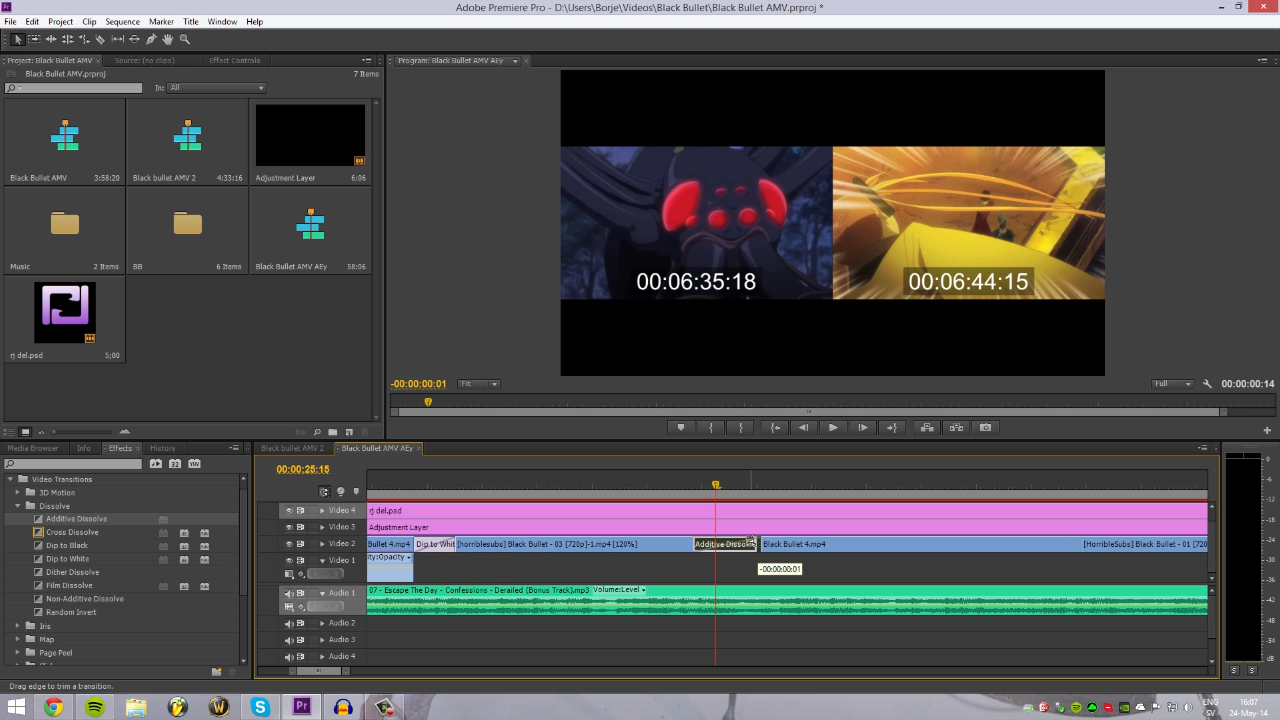 Adobe Premiere Pro - D:\Users\Borje\Videos\Black Bullet\Black Bullet AMV.prproj *
File Edit Project Clip Sequence Marker Title Window Help
Project: Black Bullet AMV Source: (no clips) Effect Controls
Black Bullet AMV.prproj 7 Items
In: All
Black Bullet AMV 3:58:20 Black bullet AMV 2 4:33:16 Adjustment Layer 6:06
Music 2 Items BB 6 Items Black Bullet AMV AEy 58:06
rj del.psd 5;00
Program: Black Bullet AMV AEy
00:06:35:18 00:06:44:15
-00:00:00:01 Fit Full 00:00:00:14
Media Browser Info Effects History
Video Transitions
3D Motion
Dissolve
Additive Dissolve
Cross Dissolve
Dip to Black
Dip to White
Dither Dissolve
Film Dissolve
Non-Additive Dissolve
Random Invert
Iris
Map
Page Peel
Black bullet AMV 2 Black Bullet AMV AEy
00:00:25:15
Video 4 rj del.psd
Video 3 Adjustment Layer
Video 2 Bullet 4.mp4 Dip to Whit [horriblesubs] Black Bullet - 03 [720p]-1.mp4 [120%] Additive Dissolv Black Bullet 4.mp4 [HorribleSubs] Black Bullet - 01 [720
Video 1 ity:Opacity
-00:00:00:01
Audio 1 07 - Escape The Day - Confessions - Derailed (Bonus Track).mp3 Volume:Level
Audio 2
Audio 3
Audio 4
0
-6
-12
-18
-24
-30
-36
-42
-48
-54
dB
S S
Drag edge to trim a transition.
ENG 16:07
SV 24-May-14